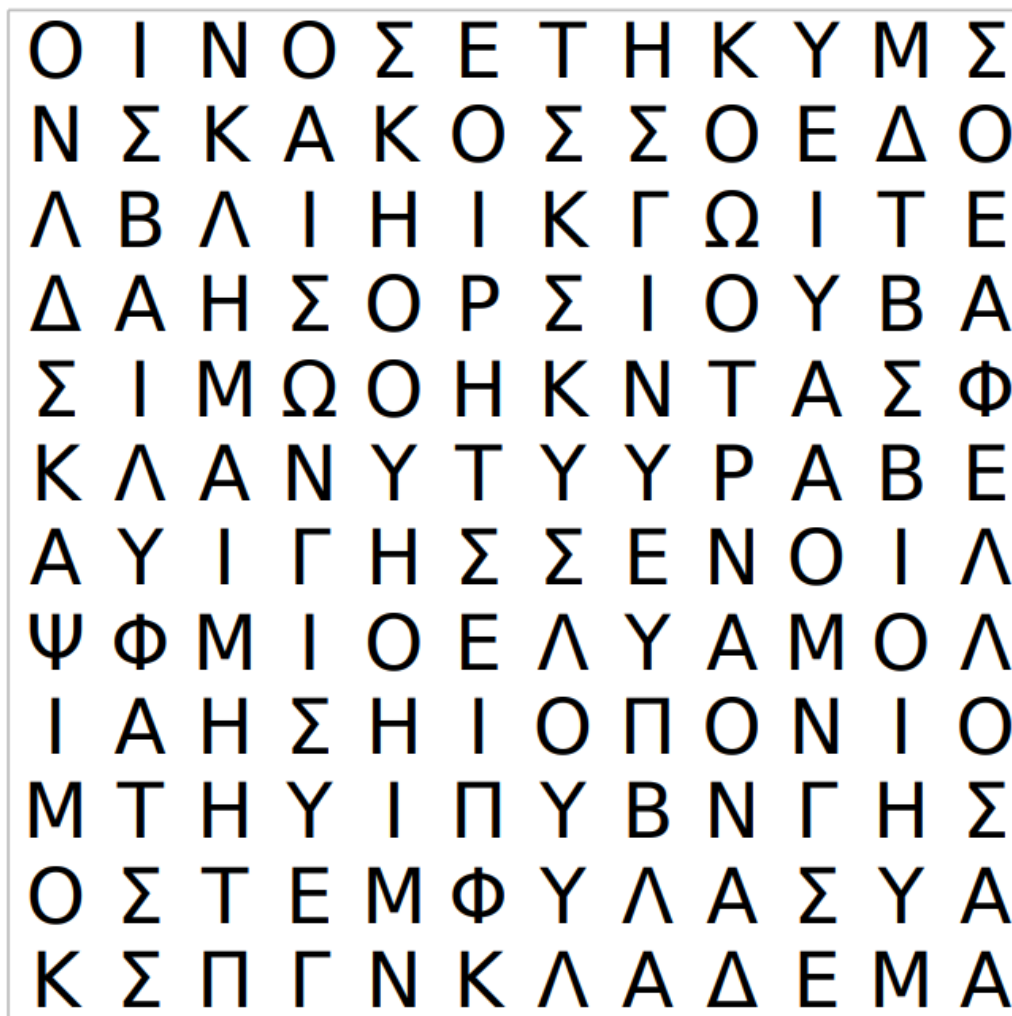 Ο Ι Ν Ο Σ Ε Τ Η Κ Υ Μ Σ
Ν Σ Κ Α Κ Ο Σ Σ Ο Ε Δ Ο
Λ Β Λ Ι Η Ι Κ Γ Ω Ι Τ Ε
Δ Α Η Σ Ο Ρ Σ Ι Ο Υ Β Α
Σ Ι Μ Ω Ο Η Κ Ν Τ Α Σ Φ
Κ Λ Α Ν Υ Τ Υ Υ Ρ Α Β Ε
Α Υ Ι Γ Η Σ Σ Ε Ν Ο Ι Λ
Ψ Φ Μ Ι Ο Ε Λ Υ Α Μ Ο Λ
Ι Α Η Σ Η Ι Ο Π Ο Ν Ι Ο
Μ Τ Η Υ Ι Π Υ Β Ν Γ Η Σ
Ο Σ Τ Ε Μ Φ Υ Λ Α Σ Υ Α
Κ Σ Π Γ Ν Κ Λ Α Δ Ε Μ Α